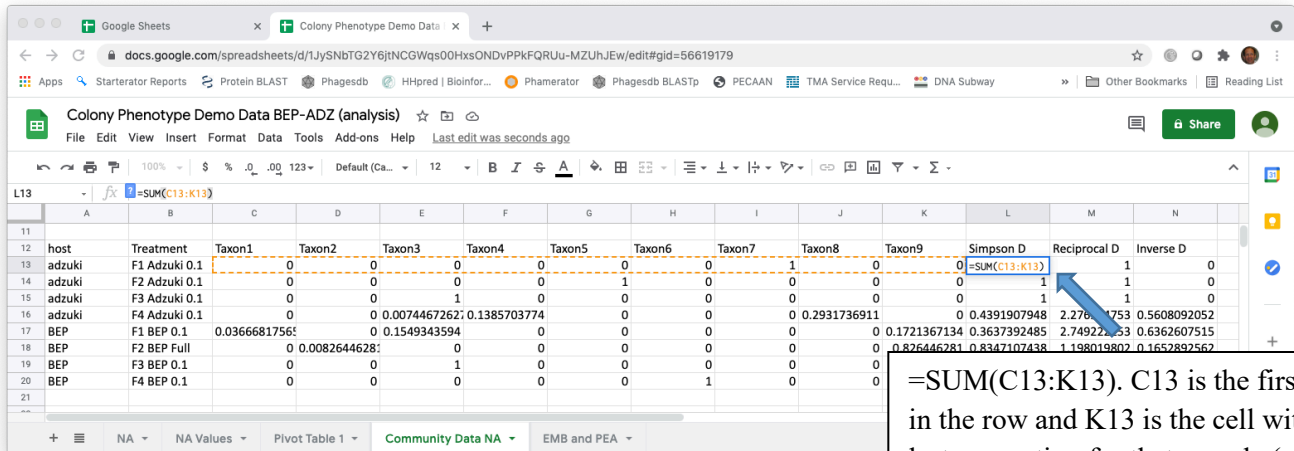 Google Sheets × Colony Phenotype Demo Data × +
docs.google.com/spreadsheets/d/1JySNbTG2Y6jtNCGWqs00HxsONDvPPkFQRUu-MZUhJEw/edit#gid=56619179
Apps Starterator Reports Protein BLAST Phagesdb HHpred | Bioinfor... Phamerator Phagesdb BLASTp PECAAN TMA Service Requ... DNA Subway » Other Bookmarks Reading List
Colony Phenotype Demo Data BEP-ADZ (analysis)
Share
File Edit View Insert Format Data Tools Add-ons Help Last edit was seconds ago
100% $ % .0 .00 123 Default (Ca... 12 B I S A
L13 fx ? =SUM(C13:K13)
A B C D E F G H I J K L M N
11
12 host Treatment Taxon1 Taxon2 Taxon3 Taxon4 Taxon5 Taxon6 Taxon7 Taxon8 Taxon9 Simpson D Reciprocal D Inverse D
13 adzuki F1 Adzuki 0.1 0 0 0 0 0 0 1 0 0 =SUM(C13:K13) 1 0
14 adzuki F2 Adzuki 0.1 0 0 0 0 1 0 0 0 0 1 1 0
15 adzuki F3 Adzuki 0.1 0 0 1 0 0 0 0 0 0 1 1 0
16 adzuki F4 Adzuki 0.1 0 0 0.00744672627 0.1385703774 0 0 0 0.2931736911 0 0.4391907948 0.5608092052
17 BEP F1 BEP 0.1 0.03666817565 0 0.1549343594 0 0 0 0 0 0.1721367134 0.3637392485 0.6362607515
18 BEP F2 BEP Full 0 0.00826446281 0 0 0 0 0 0 0.826446281 0.8347107438 1.198019802 0.1652892562
19 BEP F3 BEP 0.1 0 0 1 0 0 0 0 0
20 BEP F4 BEP 0.1 0 0 0 0 0 1 0 0
21
=SUM(C13:K13). C13 is the firs
in the row and K13 is the cell wit
+ NA NA Values Pivot Table 1 Community Data NA EMB and PEA